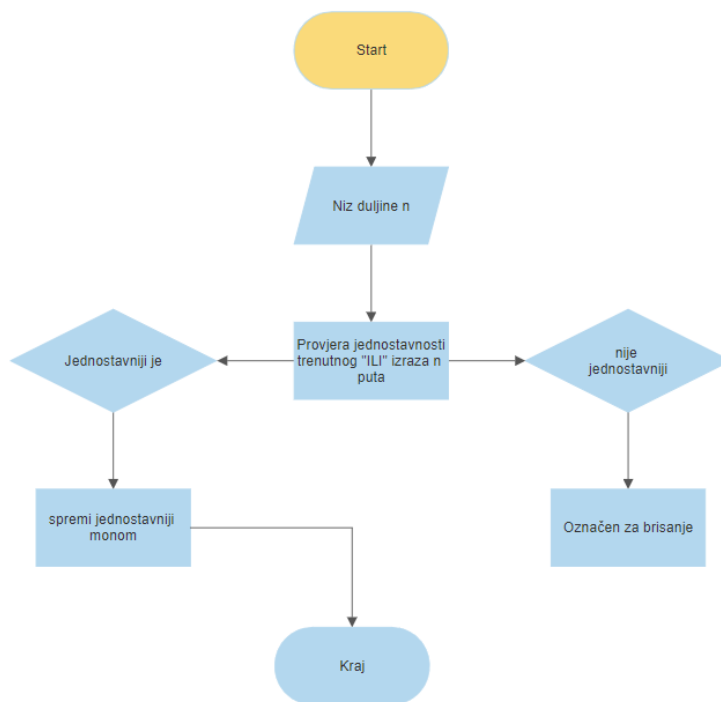 Start
Niz duljine n
Jednostavniji je
Provjera jednostavnosti
trenutnog "ILI" izraza n
puta
nije
jednostavniji
spremi jednostavniji
monom
Označen za brisanje
Kraj